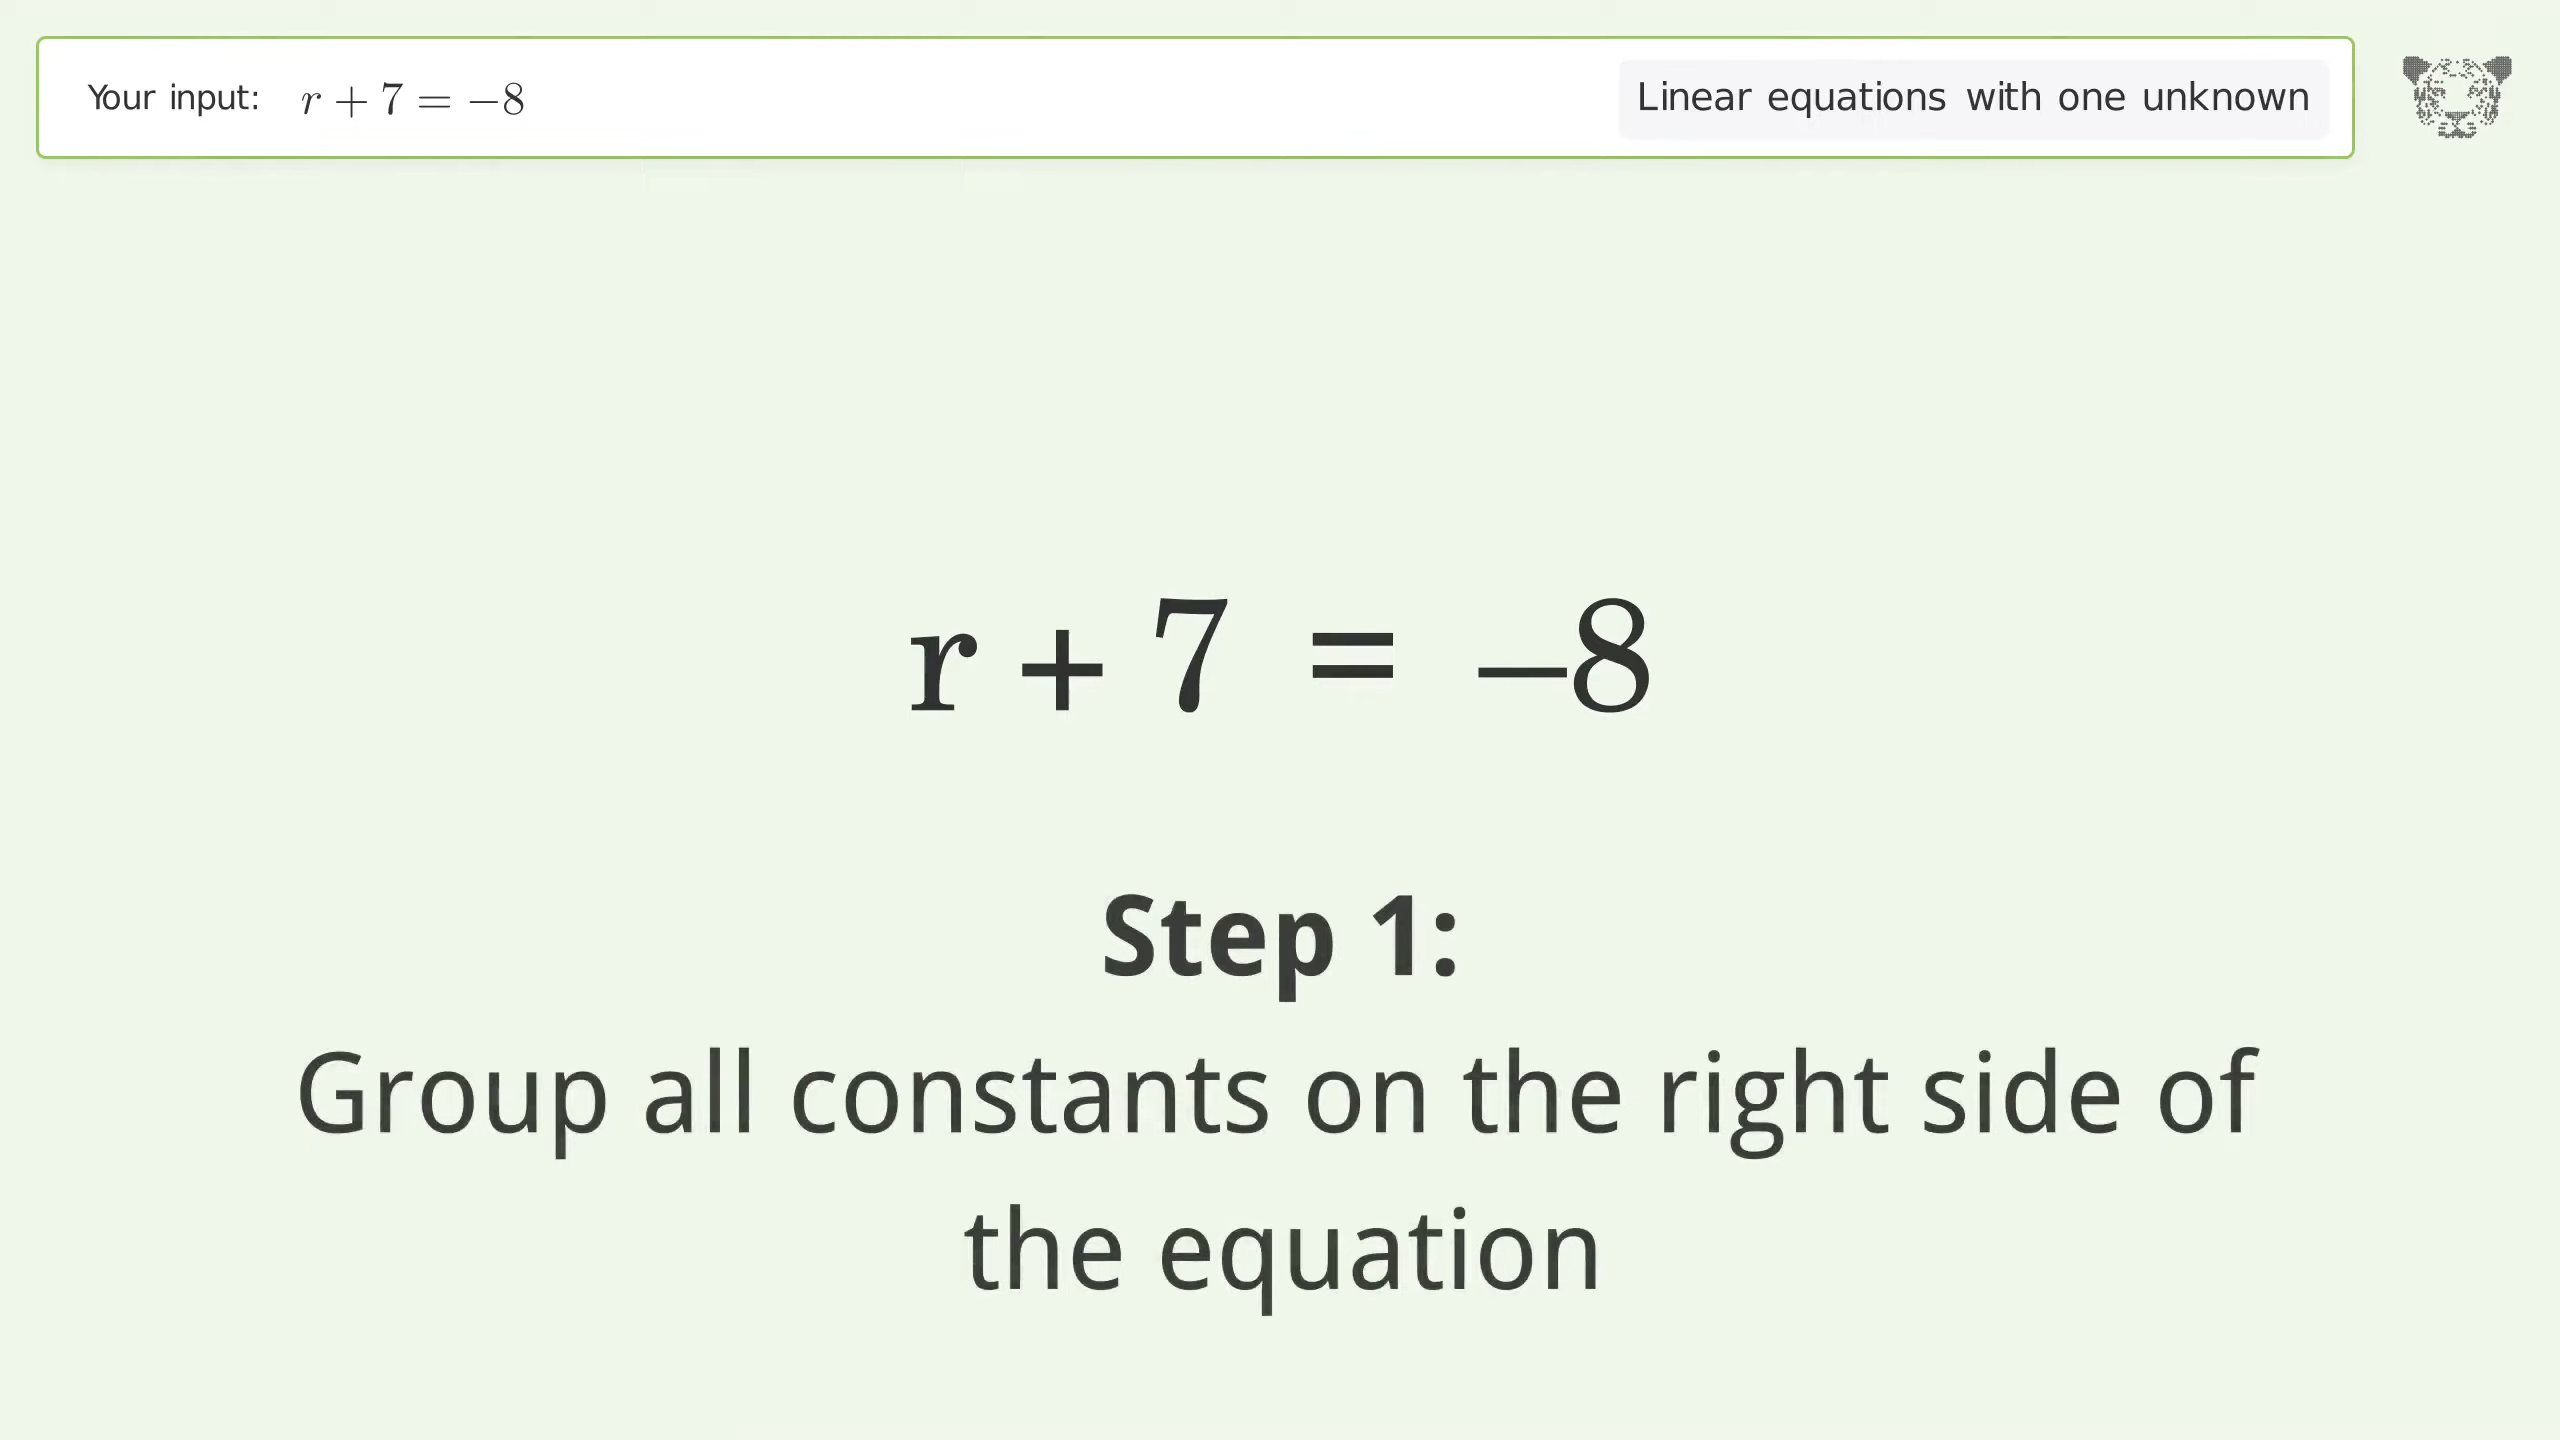 Your input: r + 7 = −8
Linear equations with one unknown
r + 7 = −8
Step 1:
Group all constants on the right side of
the equation